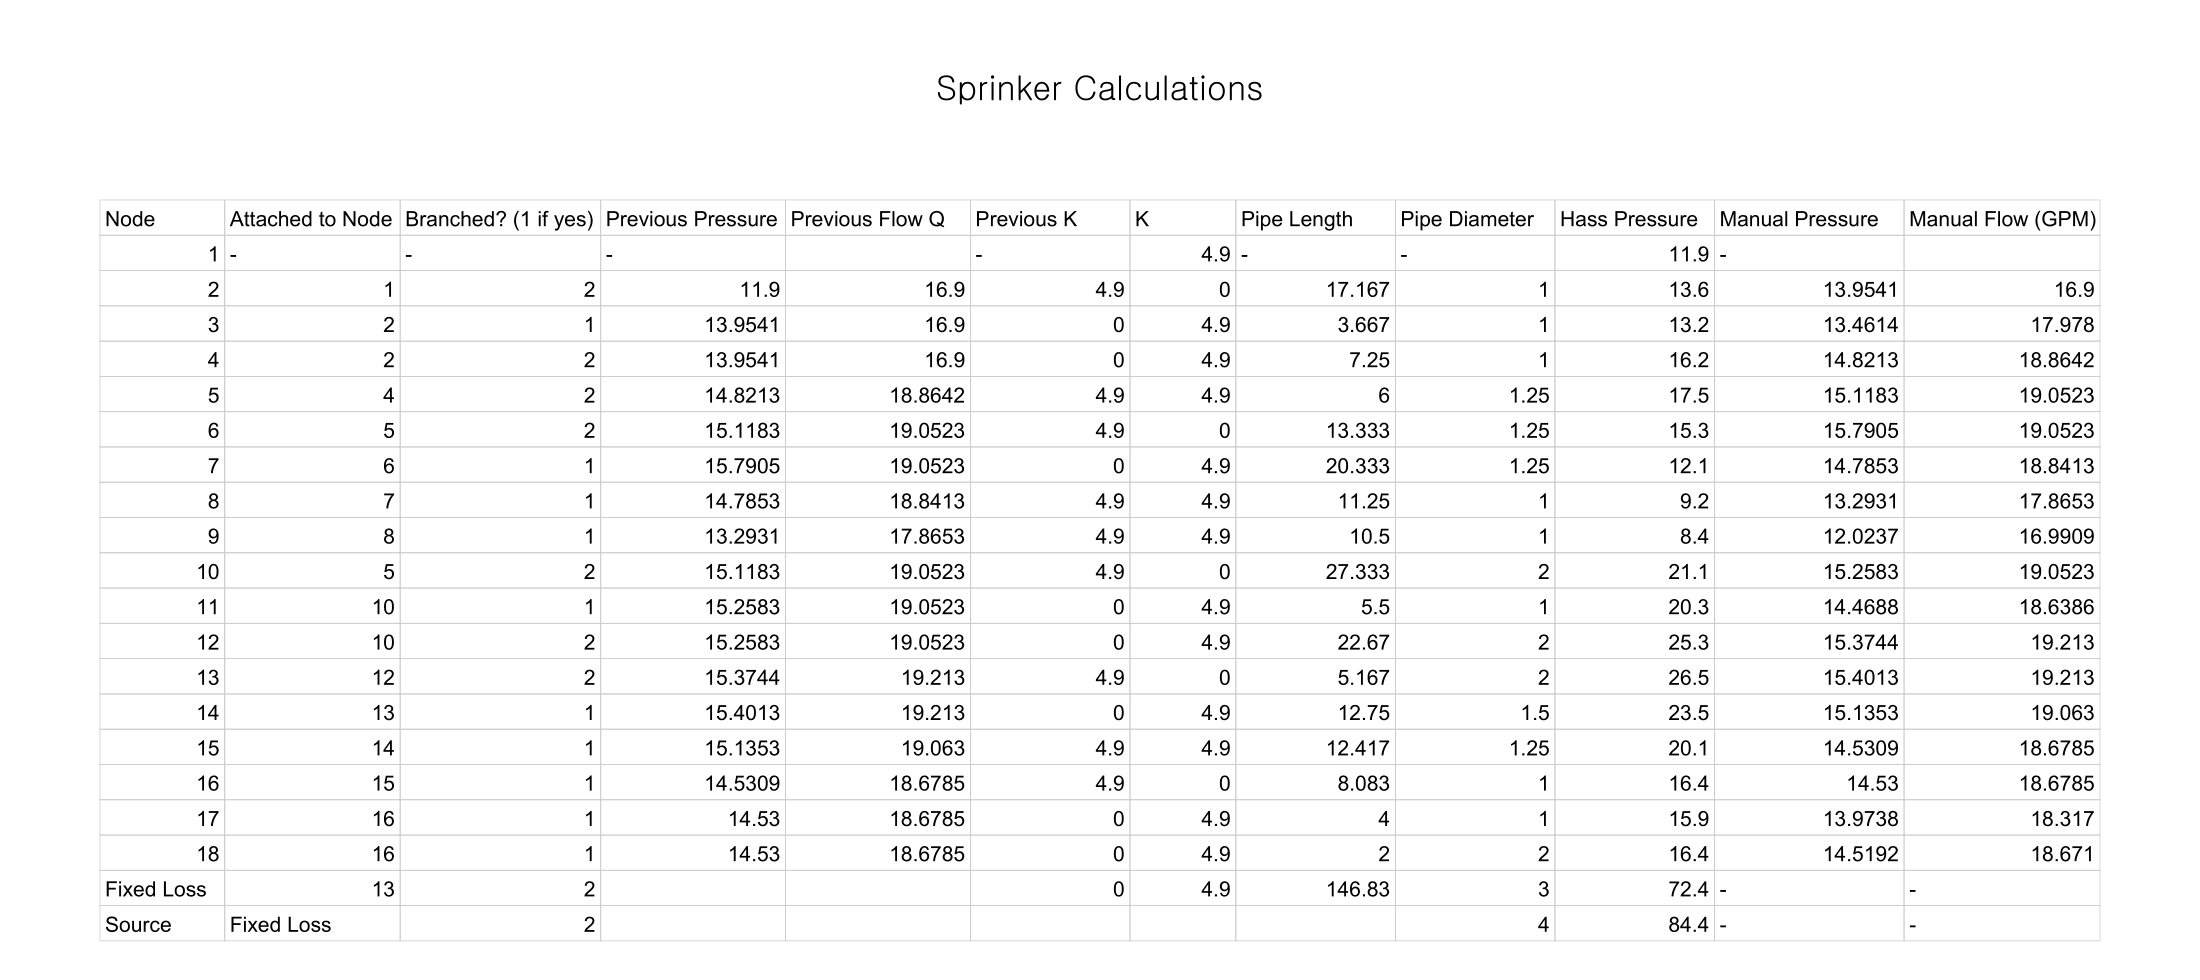 Sprinker Calculations
Node Attached to Node Branched? (1 if yes) Previous Pressure Previous Flow Q Previous K K Pipe Length Pipe Diameter Hass Pressure Manual Pressure Manual Flow (GPM)
1 - - - - 4.9 - - 11.9 -
2 1 2 11.9 16.9 4.9 0 17.167 1 13.6 13.9541 16.9
3 2 1 13.9541 16.9 0 4.9 3.667 1 13.2 13.4614 17.978
4 2 2 13.9541 16.9 0 4.9 7.25 1 16.2 14.8213 18.8642
5 4 2 14.8213 18.8642 4.9 4.9 6 1.25 17.5 15.1183 19.0523
6 5 2 15.1183 19.0523 4.9 0 13.333 1.25 15.3 15.7905 19.0523
7 6 1 15.7905 19.0523 0 4.9 20.333 1.25 12.1 14.7853 18.8413
8 7 1 14.7853 18.8413 4.9 4.9 11.25 1 9.2 13.2931 17.8653
9 8 1 13.2931 17.8653 4.9 4.9 10.5 1 8.4 12.0237 16.9909
10 5 2 15.1183 19.0523 4.9 0 27.333 2 21.1 15.2583 19.0523
11 10 1 15.2583 19.0523 0 4.9 5.5 1 20.3 14.4688 18.6386
12 10 2 15.2583 19.0523 0 4.9 22.67 2 25.3 15.3744 19.213
13 12 2 15.3744 19.213 4.9 0 5.167 2 26.5 15.4013 19.213
14 13 1 15.4013 19.213 0 4.9 12.75 1.5 23.5 15.1353 19.063
15 14 1 15.1353 19.063 4.9 4.9 12.417 1.25 20.1 14.5309 18.6785
16 15 1 14.5309 18.6785 4.9 0 8.083 1 16.4 14.53 18.6785
17 16 1 14.53 18.6785 0 4.9 4 1 15.9 13.9738 18.317
18 16 1 14.53 18.6785 0 4.9 2 2 16.4 14.5192 18.671
Fixed Loss 13 2 0 4.9 146.83 3 72.4 - -
Source Fixed Loss 2 4 84.4 - -